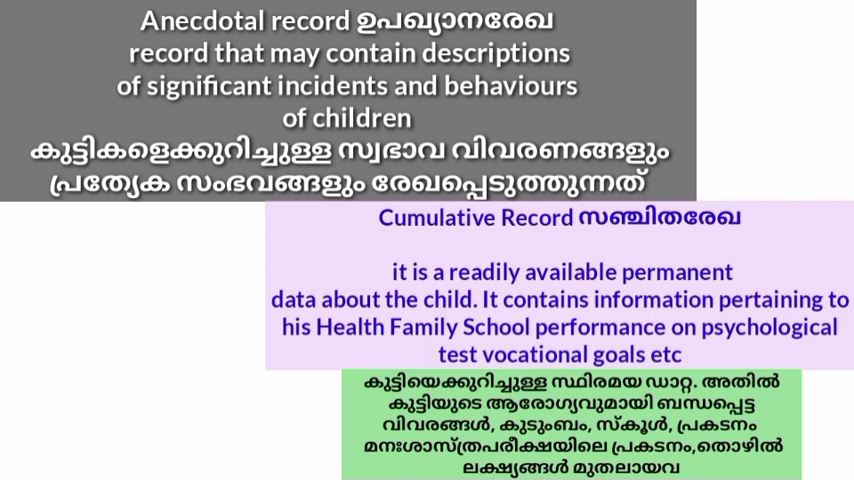 Anecdotal record ഉപഖ്യാനരേഖ
record that may contain descriptions
of significant incidents and behaviours
of children
കുട്ടികളെക്കുറിച്ചുള്ള സ്വഭാവ വിവരണങ്ങളും
പ്രത്യേക സംഭവങ്ങളും രേഖപ്പെടുത്തുന്നത്
Cumulative Record സഞ്ചിതരേഖ
it is a readily available permanent
data about the child. It contains information pertaining to
his Health Family School performance on psychological
test vocational goals etc
കുട്ടിയെക്കുറിച്ചുള്ള സ്ഥിരമയ ഡാറ്റ. അതിൽ
കുട്ടിയുടെ ആരോഗ്യവുമായി ബന്ധപ്പെട്ട
വിവരങ്ങൾ, കുടുംബം, സ്കൂൾ, പ്രകടനം
മനഃശാസ്ത്രപരീക്ഷയിലെ പ്രകടനം,തൊഴിൽ
ലക്ഷ്യങ്ങൾ മുതലായവ